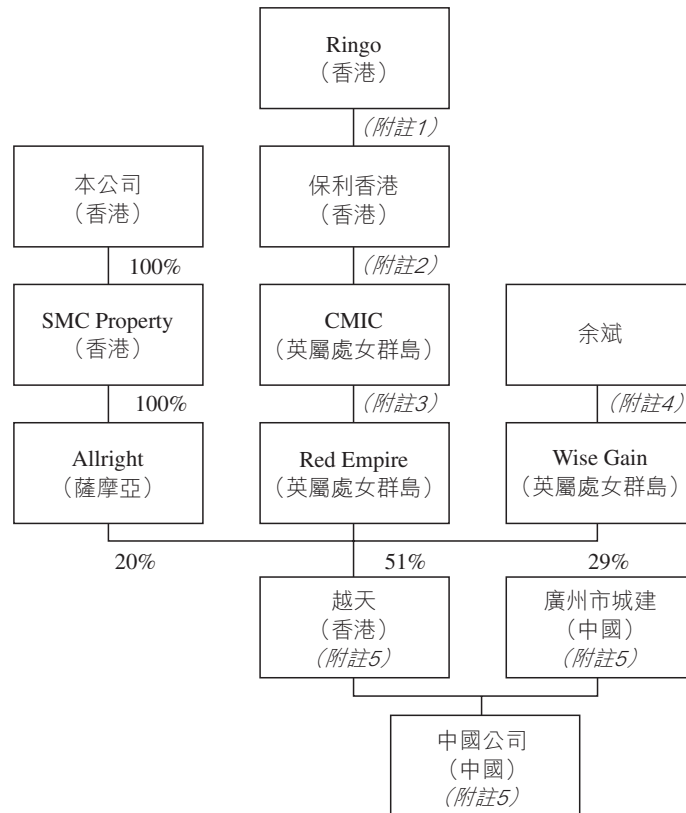 Ringo
（香港）
（附註1）
本公司
（香港）
保利香港
（香港）
100%
（附註2）
SMC Property
（香港）
CMIC
（英屬處女群島）
余斌
100%
（附註3）
（附註4）
Allright
（薩摩亞）
Red Empire
（英屬處女群島）
Wise Gain
（英屬處女群島）
20%
51%
29%
越天
（香港）
（附註5）
廣州市城建
（中國）
（附註5）
中國公司
（中國）
（附註5）